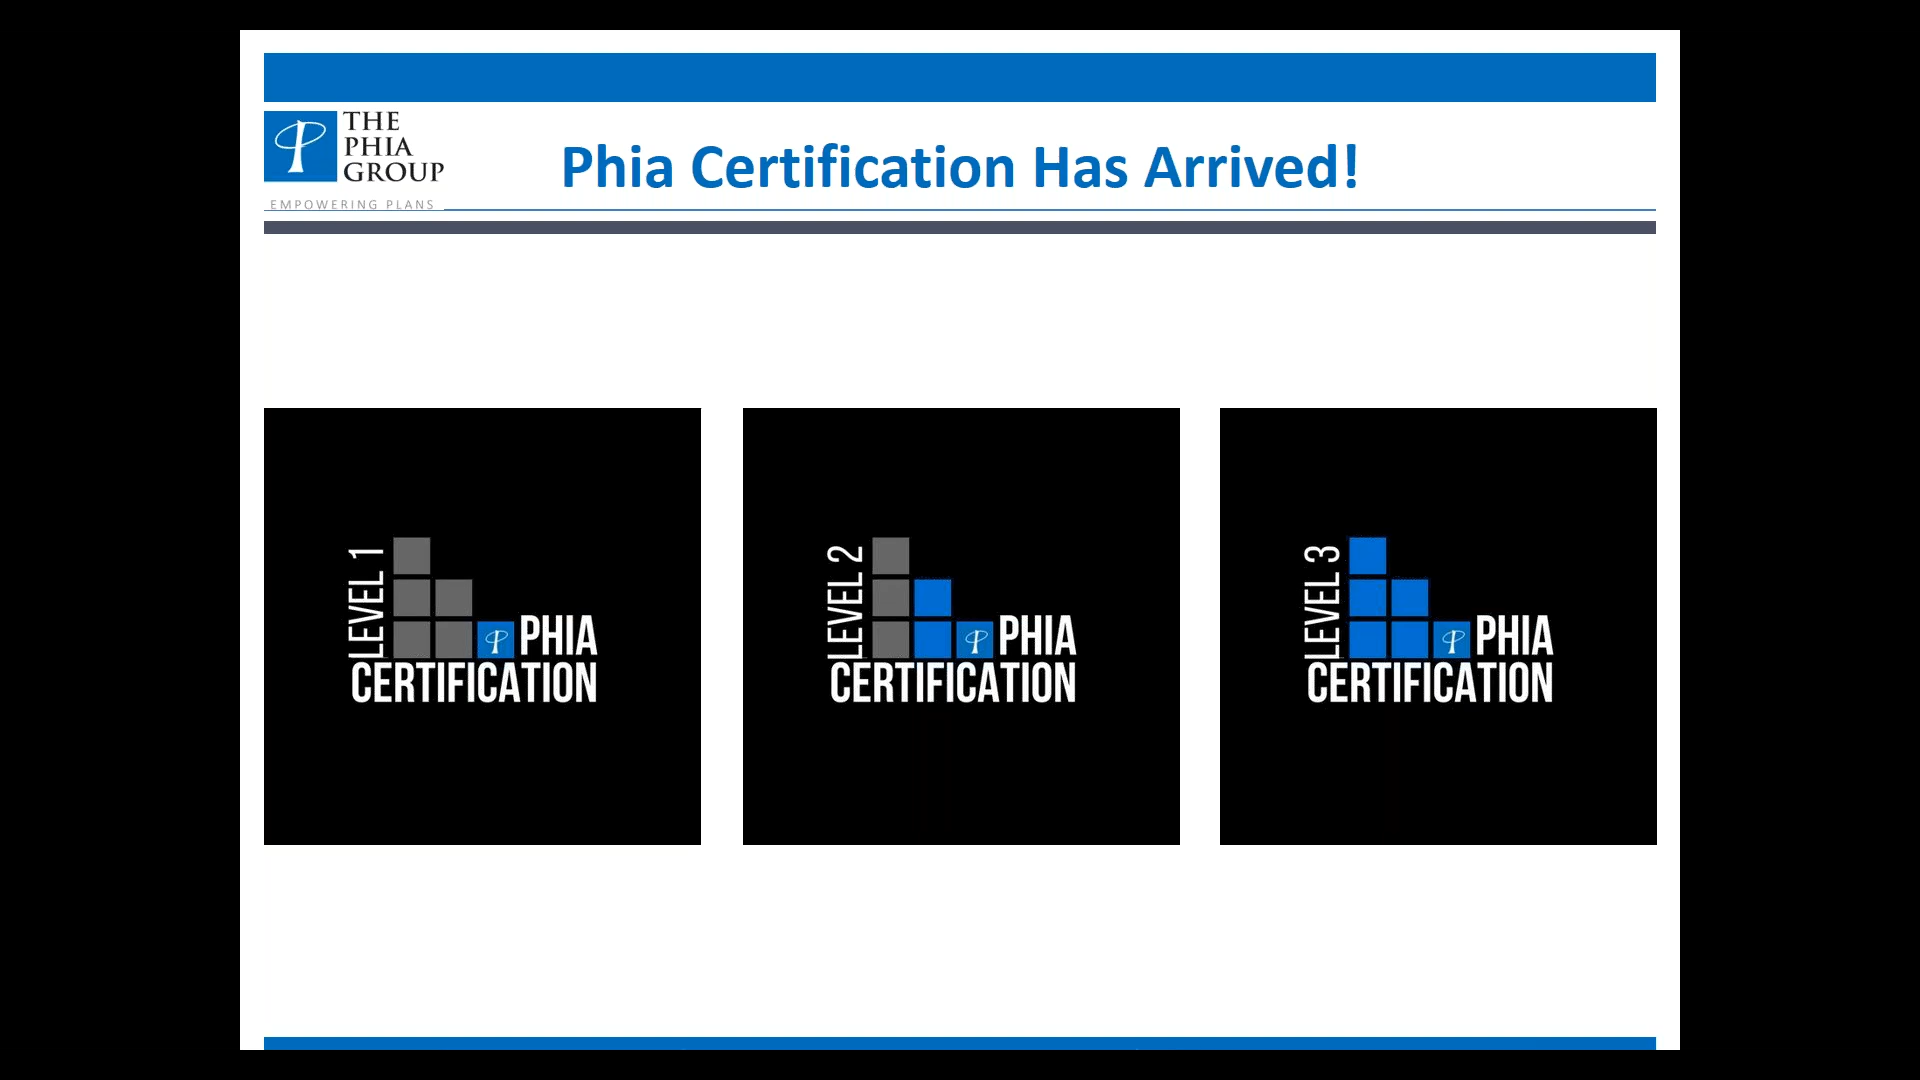 THE
PHIA
GROUP
EMPOWERING PLANS
Phia Certification Has Arrived!
LEVEL 1
PHIA
CERTIFICATION
LEVEL 2
PHIA
CERTIFICATION
LEVEL 3
PHIA
CERTIFICATION